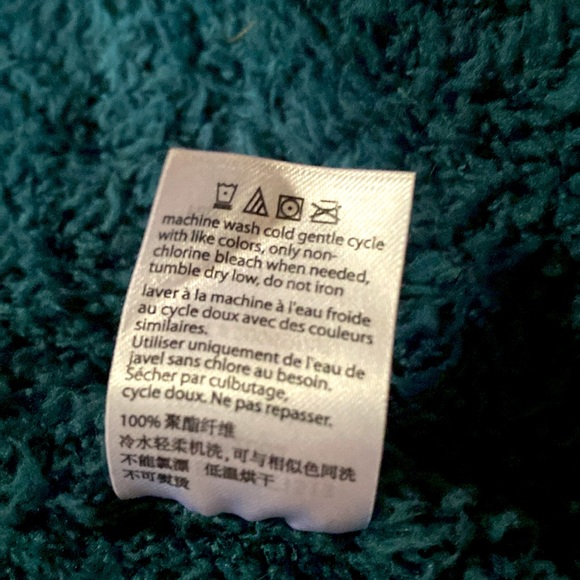 machine wash cold gentle cycle
with like colors, only non-
chlorine bleach when needed,
tumble dry low, do not iron
laver à la machine à l'eau froide
au cycle doux avec des couleurs
similaires.
Utiliser uniquement de l'eau de
javel sans chlore au besoin.
Sécher par culbutage,
cycle doux. Ne pas repasser.
100% 聚酯纤维
冷水轻柔机洗，可与相似色同洗
不能氯漂 低温烘干
不可熨烫